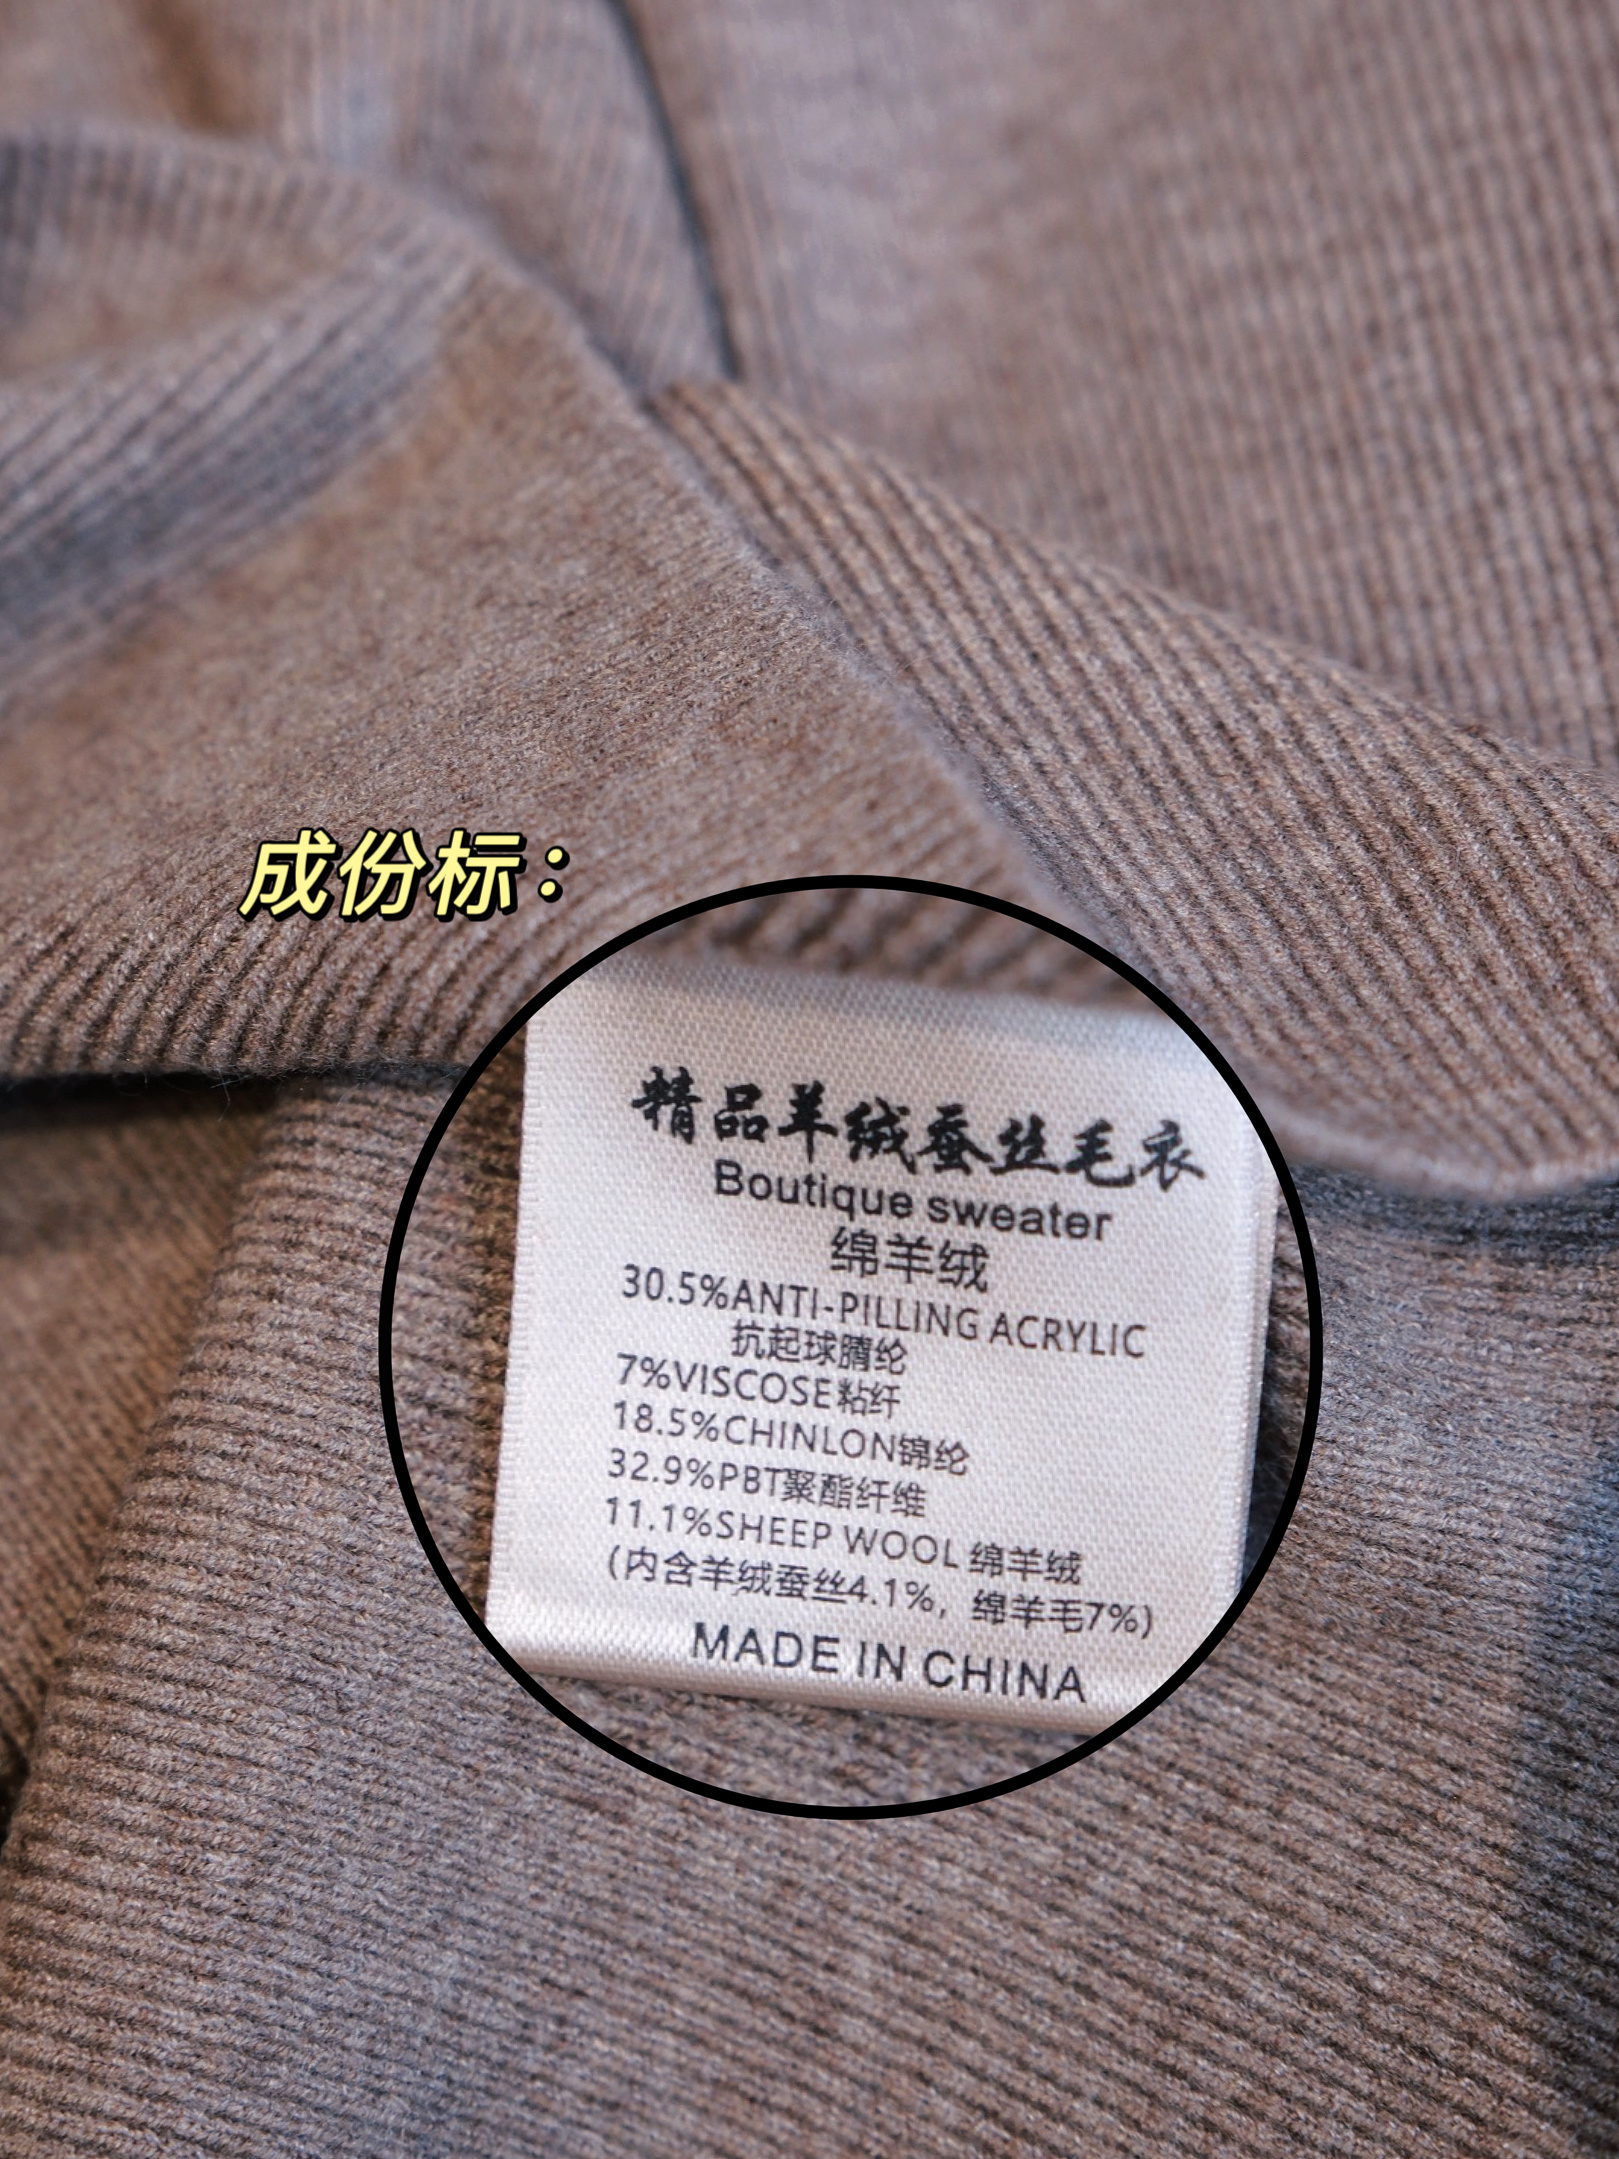 成份标：
精品羊绒蚕丝毛衣
Boutique sweater
绵羊绒
30.5%ANTI-PILLING ACRYLIC
抗起球腈纶
7%VISCOSE粘纤
18.5%CHINLON锦纶
32.9%PBT聚酯纤维
11.1%SHEEP WOOL 绵羊绒
(内含羊绒蚕丝4.1%，绵羊毛7%)
MADE IN CHINA